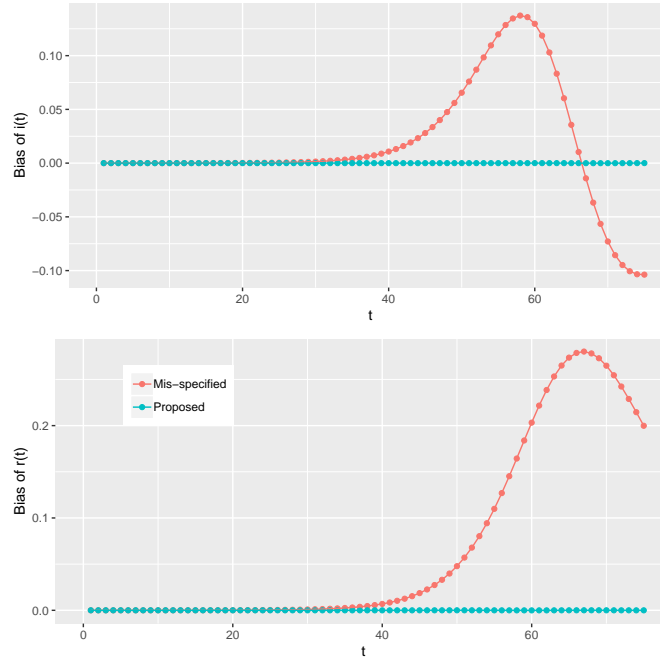 Bias of i(t)
0.10
0.05
0.00
−0.05
−0.10
0
20
40
60
t
Bias of r(t)
0.2
0.1
0.0
Mis−specified
Proposed
0
20
40
60
t